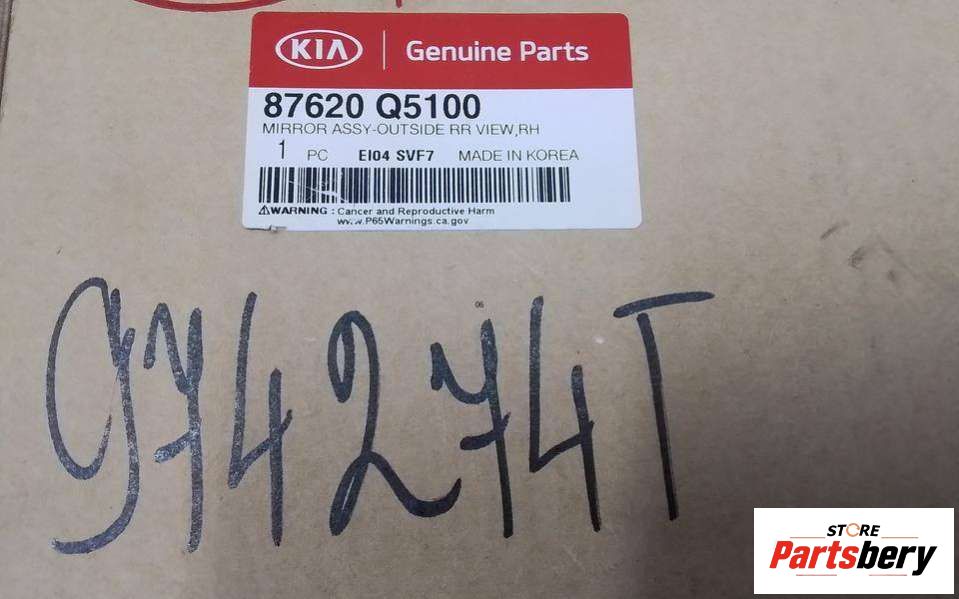 KIA Genuine Parts
87620 Q5100
MIRROR ASSY-OUTSIDE RR VIEW,RH
1 PC EI04 SVF7 MADE IN KOREA
⚠WARNING : Cancer and Reproductive Harm
www.P65Warnings.ca.gov
06
974274T
STORE
Partsbery